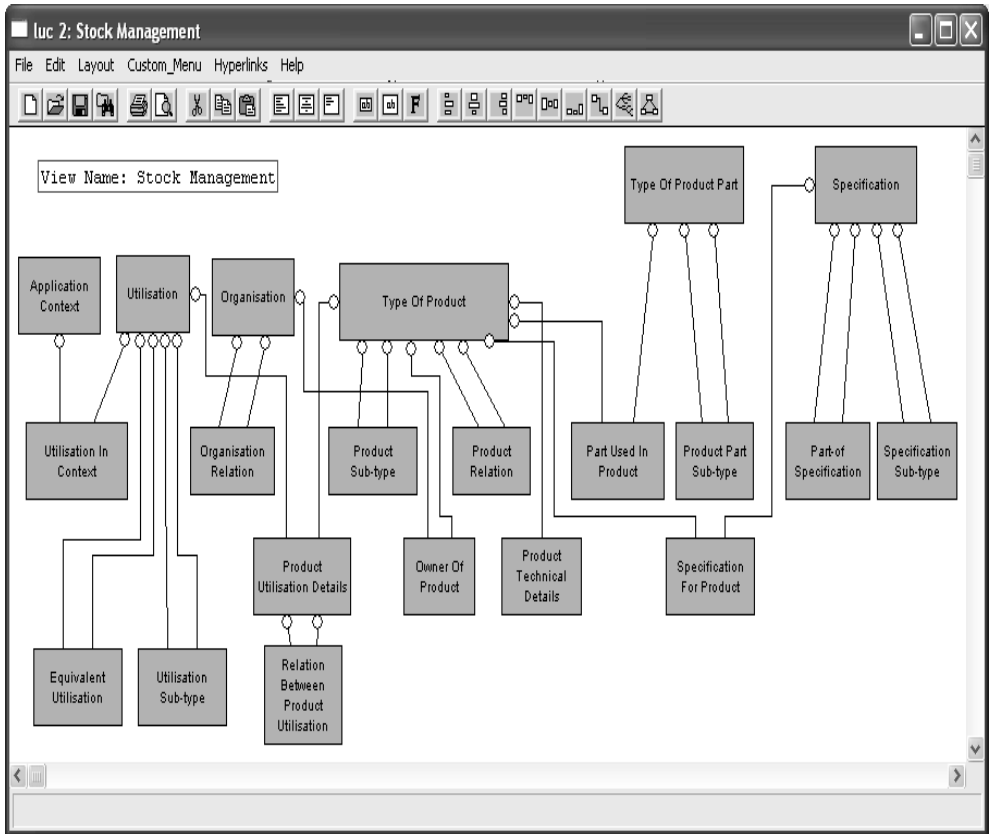 luc 2: Stock Management
File Edit Layout Custom_Menu Hyperlinks Help
ab ab F
View Name: Stock Management
Type Of Product Part
Specification
Application
Context
Utilisation
Organisation
Type Of Product
Utilisation In
Context
Organisation
Relation
Product
Sub-type
Product
Relation
Part Used In
Product
Product Part
Sub-type
Part-of
Specification
Specification
Sub-type
Product
Utilisation Details
Owner Of
Product
Product
Technical
Details
Specification
For Product
Equivalent
Utilisation
Utilisation
Sub-type
Relation
Between
Product
Utilisation